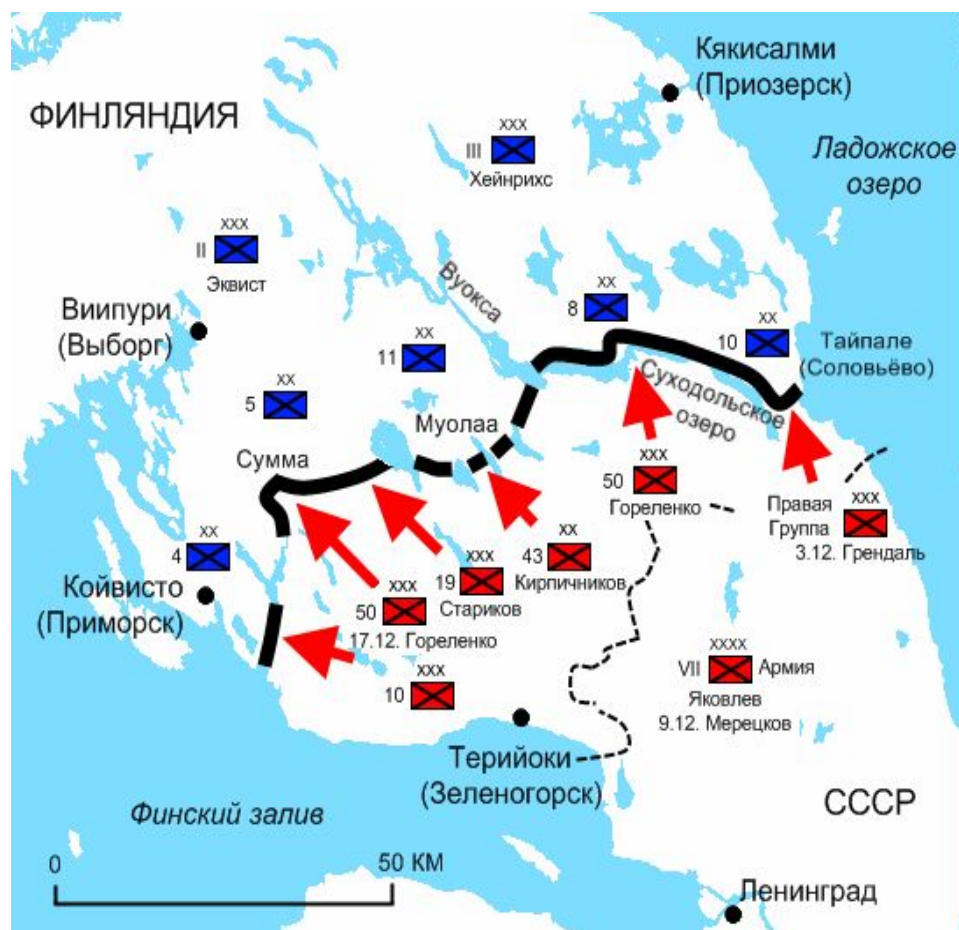 Кякисалми
(Приозерск)
ФИНЛЯНДИЯ
XXX
III
Хейнрихс
Ладожское
озеро
XXX
II
Эквист
Вуокса
XX
8
Виипури
(Выборг)
XX
11
XX
10
Тайпале
(Соловьёво)
XX
5
Суходольское
озеро
Муолаа
Сумма
XXX
50
Гореленко
Правая
Группа
XXX
3.12. Грендаль
XX
4
XX
43
Кирпичников
XXX
19
Стариков
Койвисто
(Приморск)
XXX
50
17.12. Гореленко
XXXX
VII
Армия
Яковлев
9.12. Мерецков
XXX
10
Терийоки
(Зеленогорск)
СССР
Финский залив
0
50 КМ
Ленинград